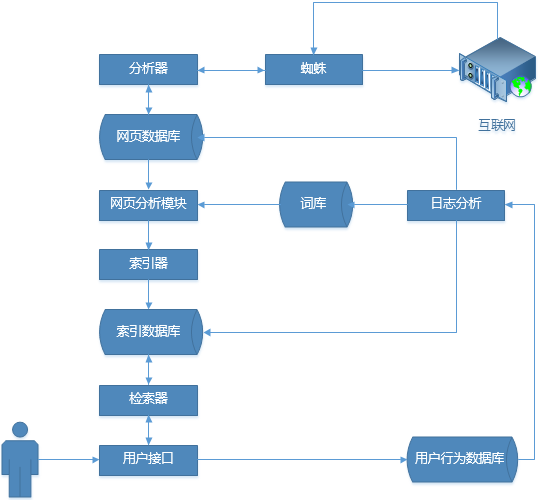 分析器
蜘蛛
互联网
网页数据库
网页分析模块
词库
日志分析
索引器
索引数据库
检索器
用户接口
用户行为数据库